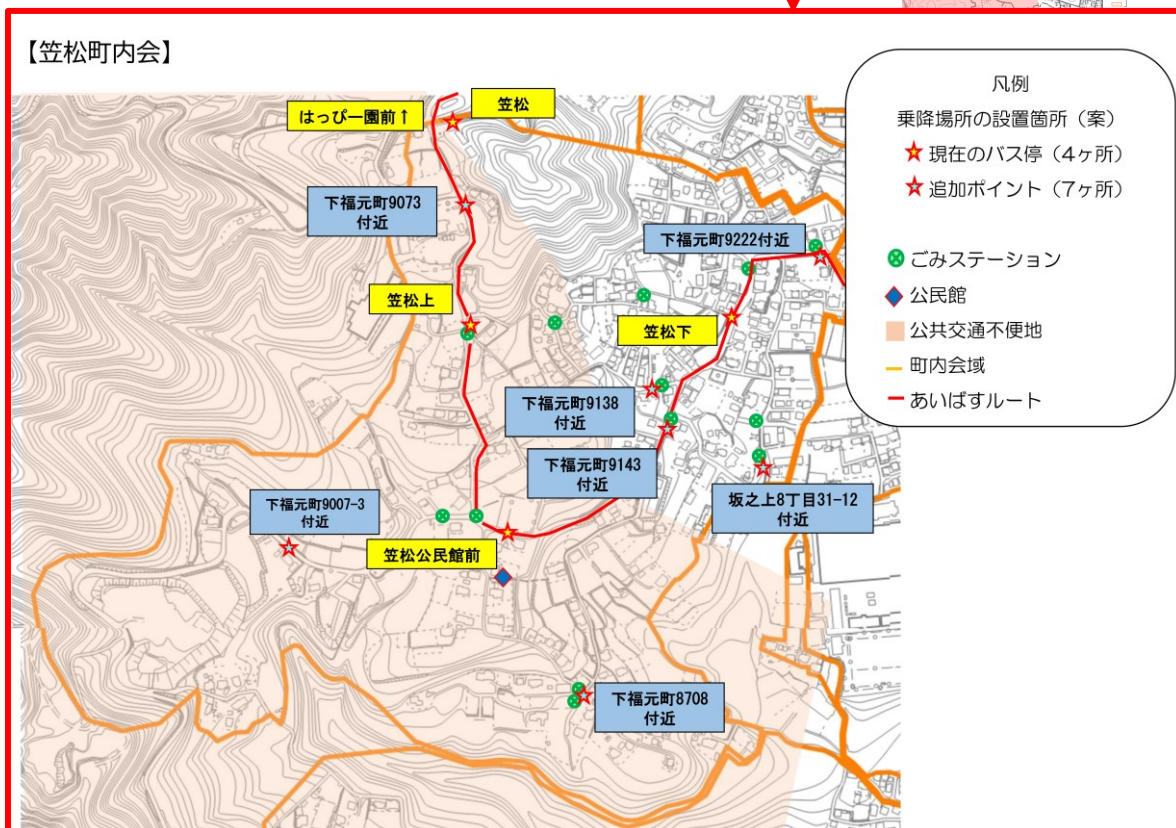 【笠松町内会】
はっぴー園前↑
笠松
下福元町9073
付近
下福元町9222付近
笠松上
笠松下
下福元町9138
付近
下福元町9143
付近
坂之上8丁目31-12
付近
下福元町9007-3
付近
笠松公民館前
下福元町8708
付近
凡例
乗降場所の設置箇所（案）
現在のバス停（4ヶ所）
追加ポイント（7ヶ所）
ごみステーション
公民館
公共交通不便地
町内会域
あいばすルート